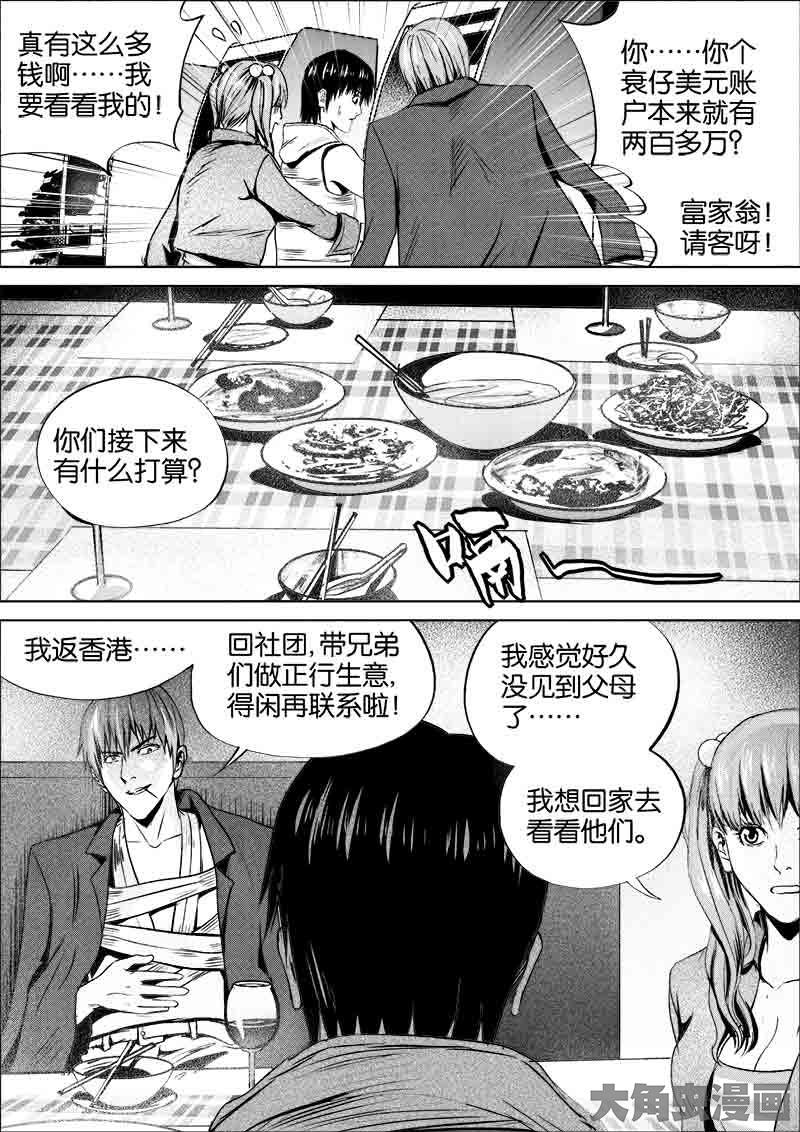 真有这么多
钱啊……我
要看看我的！
你……你个
衰仔美元账
户本来就有
两百多万？
富家翁！
请客呀！
你们接下来
有什么打算？
嗝
我返香港……
回社团，带兄弟
们做正行生意，
得闲再联系啦！
我感觉好久
没见到父母
了……
我想回家去
看看他们。
大角虫漫画